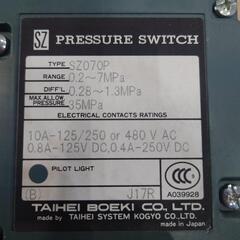 SZ PRESSURE SWITCH
TYPE SZ070P
RANGE 0.2~7MPa
DIFF'L 0.28~1.3MPa
MAX ALLOW. PRESSURE 35MPa
ELECTRICAL CONTACTS RATINGS
10A-125/250 or 480 V AC
0.8A-125V DC,0.4A-250V DC
PILOT LIGHT
CCC
A039928
(B) J17R
TAIHEI BOEKI CO., LTD.
made by TAIHEI SYSTEM KOGYO CO., LTD.